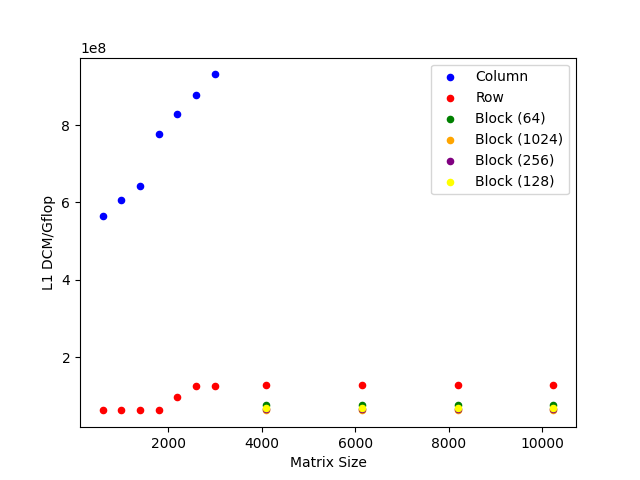 1e8
8
6
4
2
L1 DCM/Gflop
2000
4000
6000
8000
10000
Matrix Size
Column
Row
Block (64)
Block (1024)
Block (256)
Block (128)